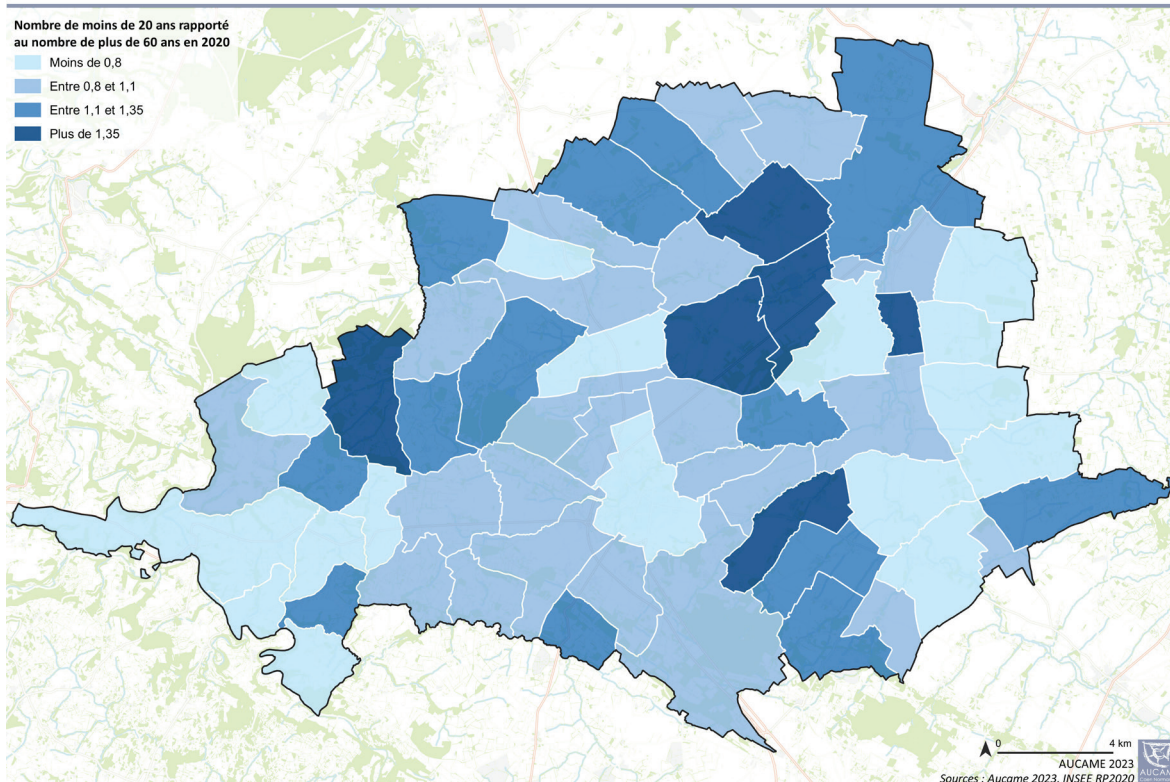 Nombre de moins de 20 ans rapporté
au nombre de plus de 60 ans en 2020
Moins de 0,8
Entre 0,8 et 1,1
Entre 1,1 et 1,35
Plus de 1,35
0 4 km
AUCAME 2023
Sources : Aucame 2023, INSEE RP2020
AUCAME